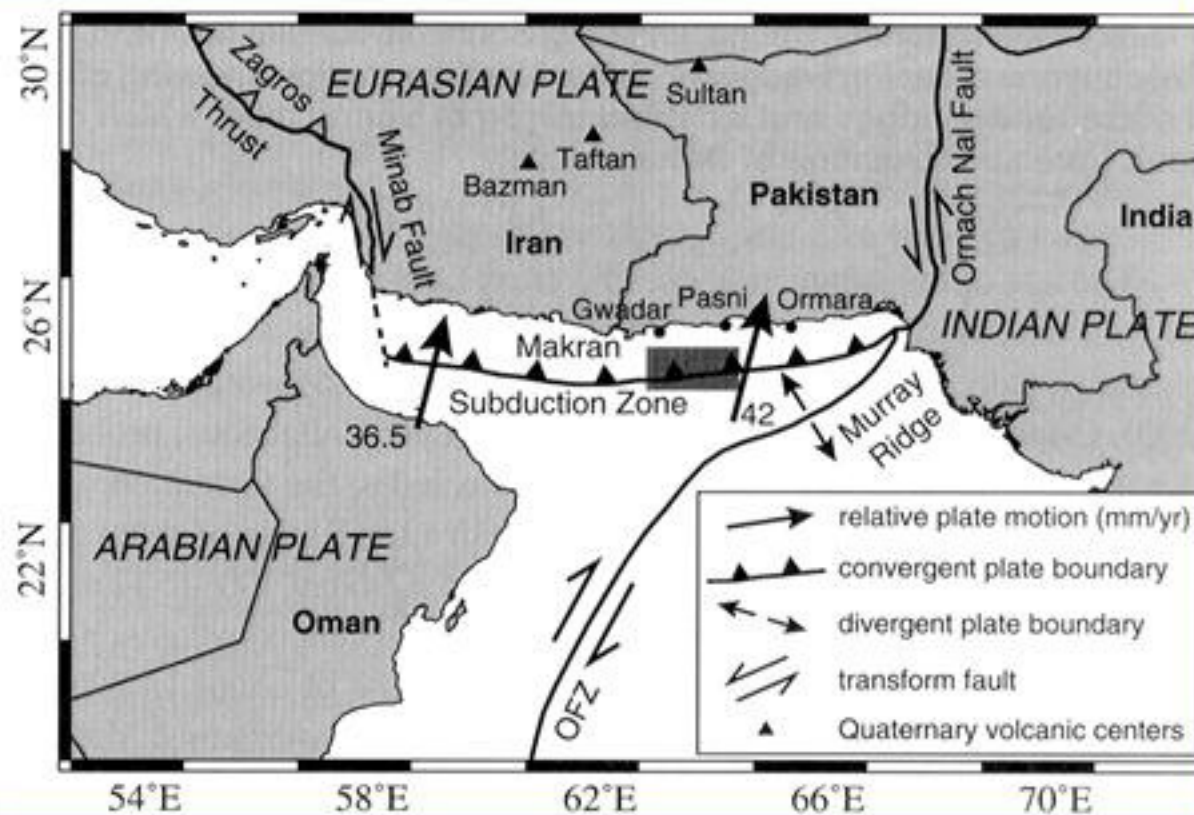 30°N
26°N
22°N
54°E
58°E
62°E
66°E
70°E
Zagros
Thrust
EURASIAN PLATE
Sultan
Taftan
Bazman
Minab Fault
Iran
Pakistan
Ornach Nal Fault
India
INDIAN PLATE
Gwadar
Pasni
Ormara
Makran
Subduction Zone
36.5
42
Murray
Ridge
ARABIAN PLATE
Oman
OFZ
relative plate motion (mm/yr)
convergent plate boundary
divergent plate boundary
transform fault
Quaternary volcanic centers